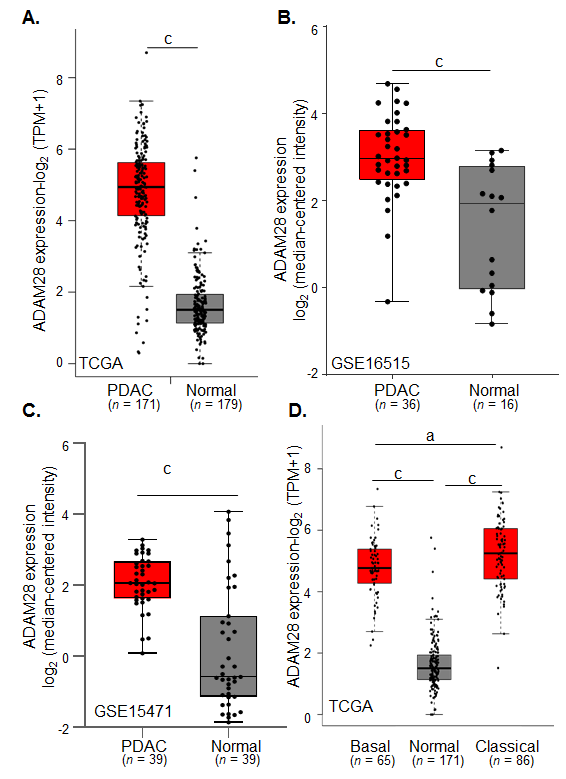 A.
ADAM28 expression-log2 (TPM+1)
8
6
4
2
0
c
TCGA
PDAC
Normal
(n = 171)
(n = 179)
B.
ADAM28 expression
log2 (median-centered intensity)
6
4
2
0
-2
c
GSE16515
PDAC
Normal
(n = 36)
(n = 16)
C.
ADAM28 expression
log2 (median-centered intensity)
6
4
2
0
-2
c
GSE15471
PDAC
Normal
(n = 39)
(n = 39)
D.
ADAM28 expression-log2 (TPM+1)
8
6
4
2
0
a
c
c
TCGA
Basal
Normal
Classical
(n = 65)
(n = 171)
(n = 86)